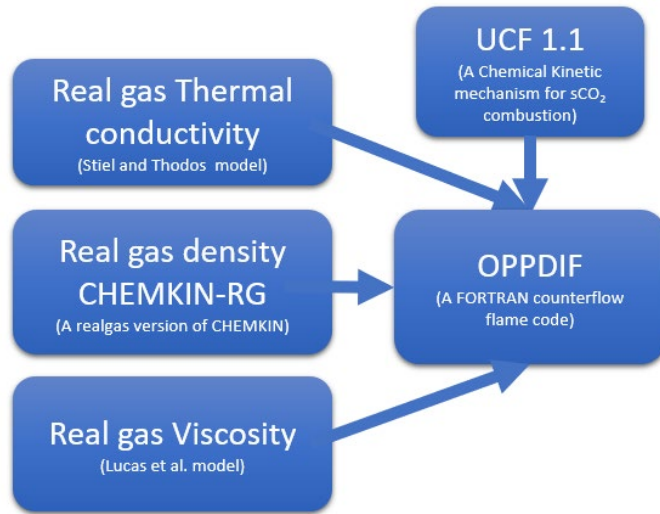 UCF 1.1
(A Chemical Kinetic
mechanism for sCO₂
combustion)
Real gas Thermal
conductivity
(Stiel and Thodos model)
Real gas density
CHEMKIN-RG
(A realgas version of CHEMKIN)
OPPDIF
(A FORTRAN counterflow
flame code)
Real gas Viscosity
(Lucas et al. model)